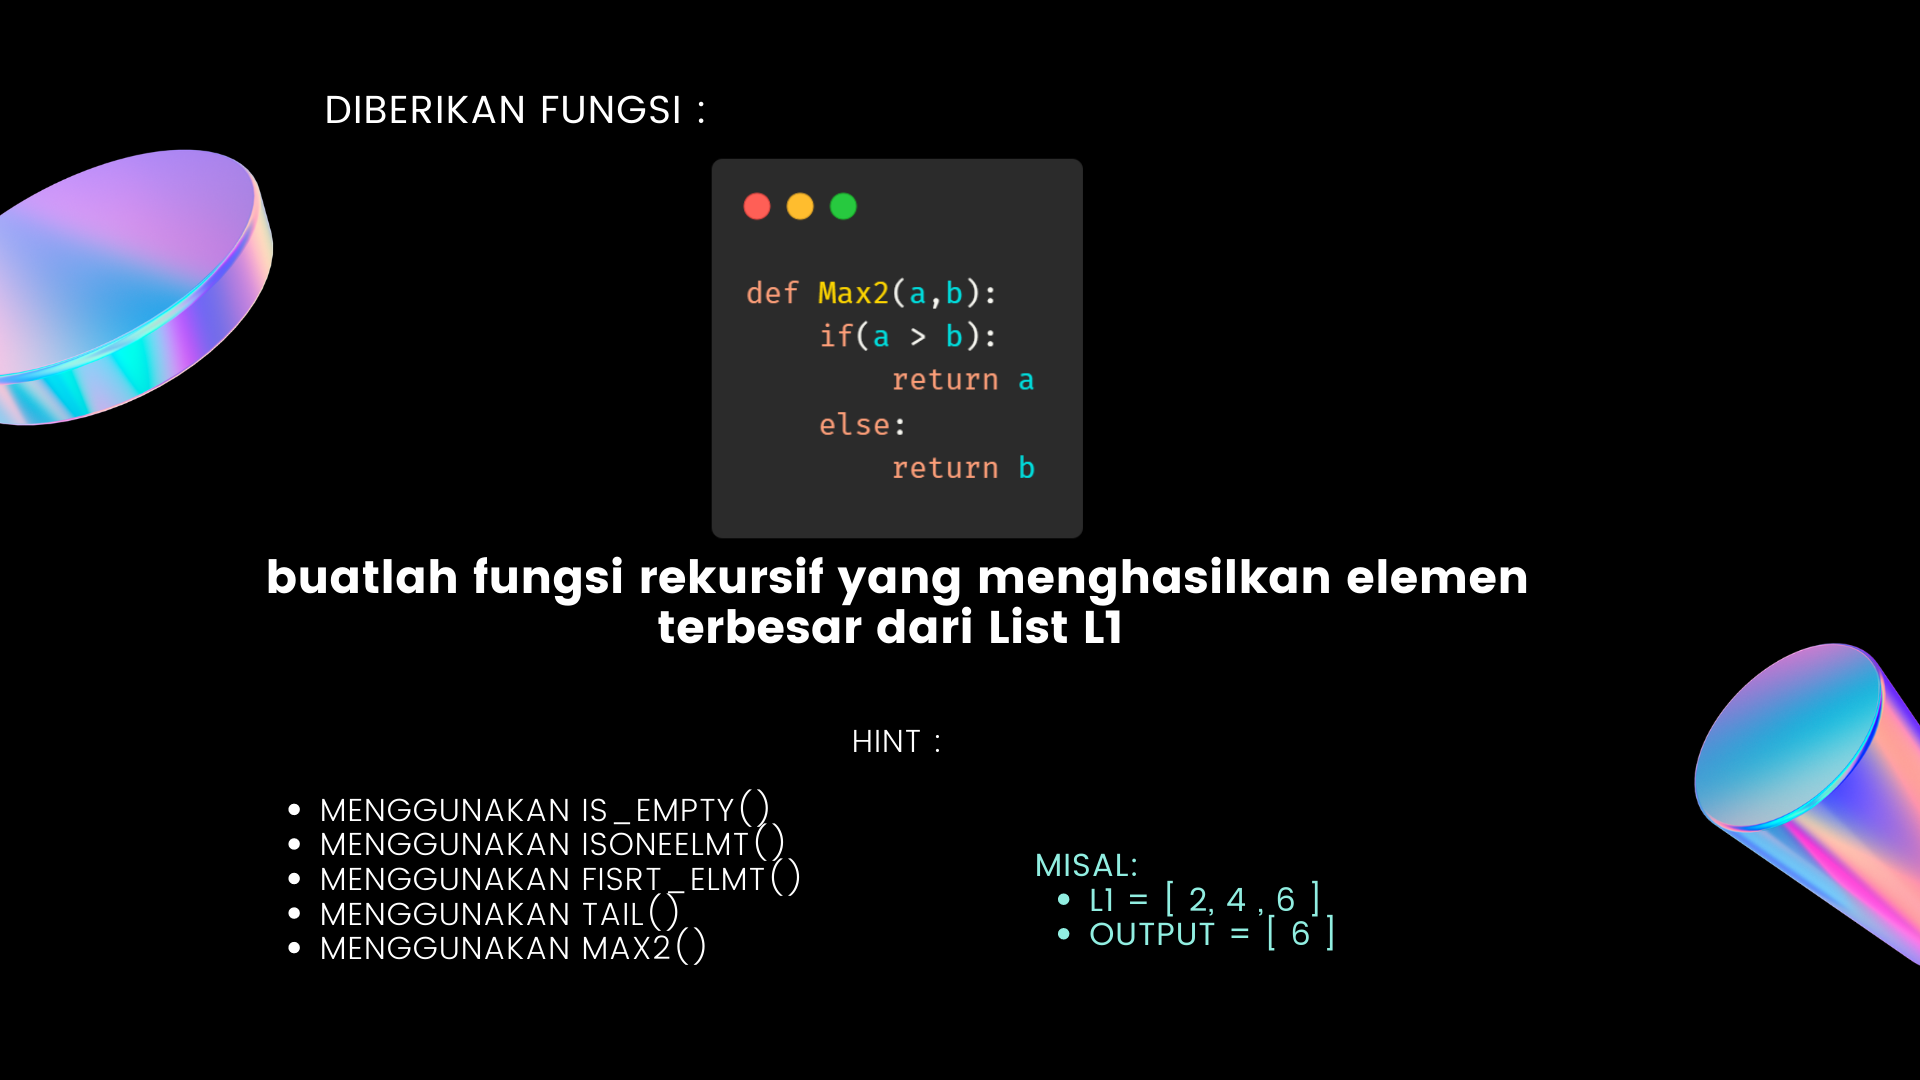 DIBERIKAN FUNGSI :
def Max2(a,b):
    if(a > b):
        return a
    else:
        return b
buatlah fungsi rekursif yang menghasilkan elemen
terbesar dari List L1
HINT :
• MENGGUNAKAN IS_EMPTY()
• MENGGUNAKAN ISONEELMT()
• MENGGUNAKAN FISRT_ELMT()
• MENGGUNAKAN TAIL()
• MENGGUNAKAN MAX2()
MISAL:
• L1 = [ 2, 4 , 6 ]
• OUTPUT = [ 6 ]